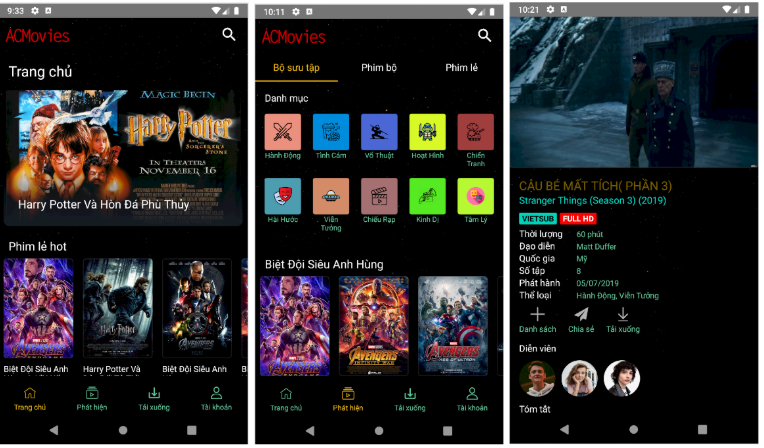 9:33
ACMovies
Trang chủ
MAGIC BEGIN
Harry Potter
AND THE
SORCERER'S
STONE
IN THEATERS
NOVEMBER 16
Harry Potter Và Hòn Đá Phù Thủy
Phim lẻ hot
Biệt Đội Siêu Anh
Harry Potter Và
Biệt Đội Siêu Anh
Trang chủ
Phát hiện
Tải xuống
Tài khoản
10:11
ACMovies
Bộ sưu tập
Phim bộ
Phim lẻ
Danh mục
Hành Động
Tình Cảm
Võ Thuật
Hoạt Hình
Chiến
Tranh
Hài Hước
Viễn
Tưởng
Chiếu Rạp
Kinh Dị
Tâm Lý
Biệt Đội Siêu Anh Hùng
AVENGERS
INFINITY WAR
AVENGERS
AGE OF ULTRON
Trang chủ
Phát hiện
Tải xuống
Tài khoản
10:21
CẬU BÉ MẤT TÍCH( PHẦN 3)
Stranger Things (Season 3) (2019)
VIETSUB
FULL HD
Thời lượng 60 phút
Đạo diễn Matt Duffer
Quốc gia Mỹ
Số tập 8
Phát hành 05/07/2019
Thể loại Hành Động, Viễn Tưởng
Danh sách
Chia sẻ
Tải xuống
Diễn viên
Tóm tắt